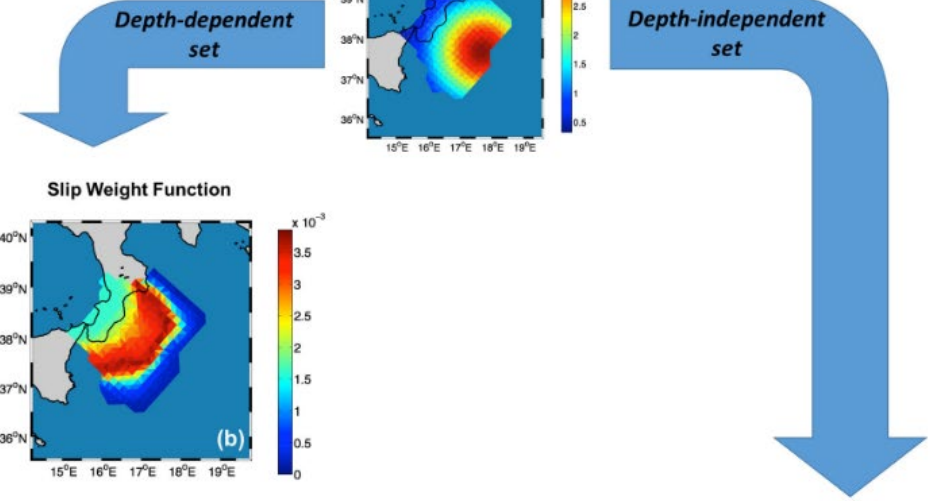 Depth-dependent
set
Depth-independent
set
39°N
38°N
37°N
36°N
15°E 16°E 17°E 18°E 19°E
2.5
2
1.5
1
0.5
Slip Weight Function
x 10⁻³
40°N
39°N
38°N
37°N
36°N
15°E 16°E 17°E 18°E 19°E
3.5
3
2.5
2
1.5
1
0.5
0
(b)